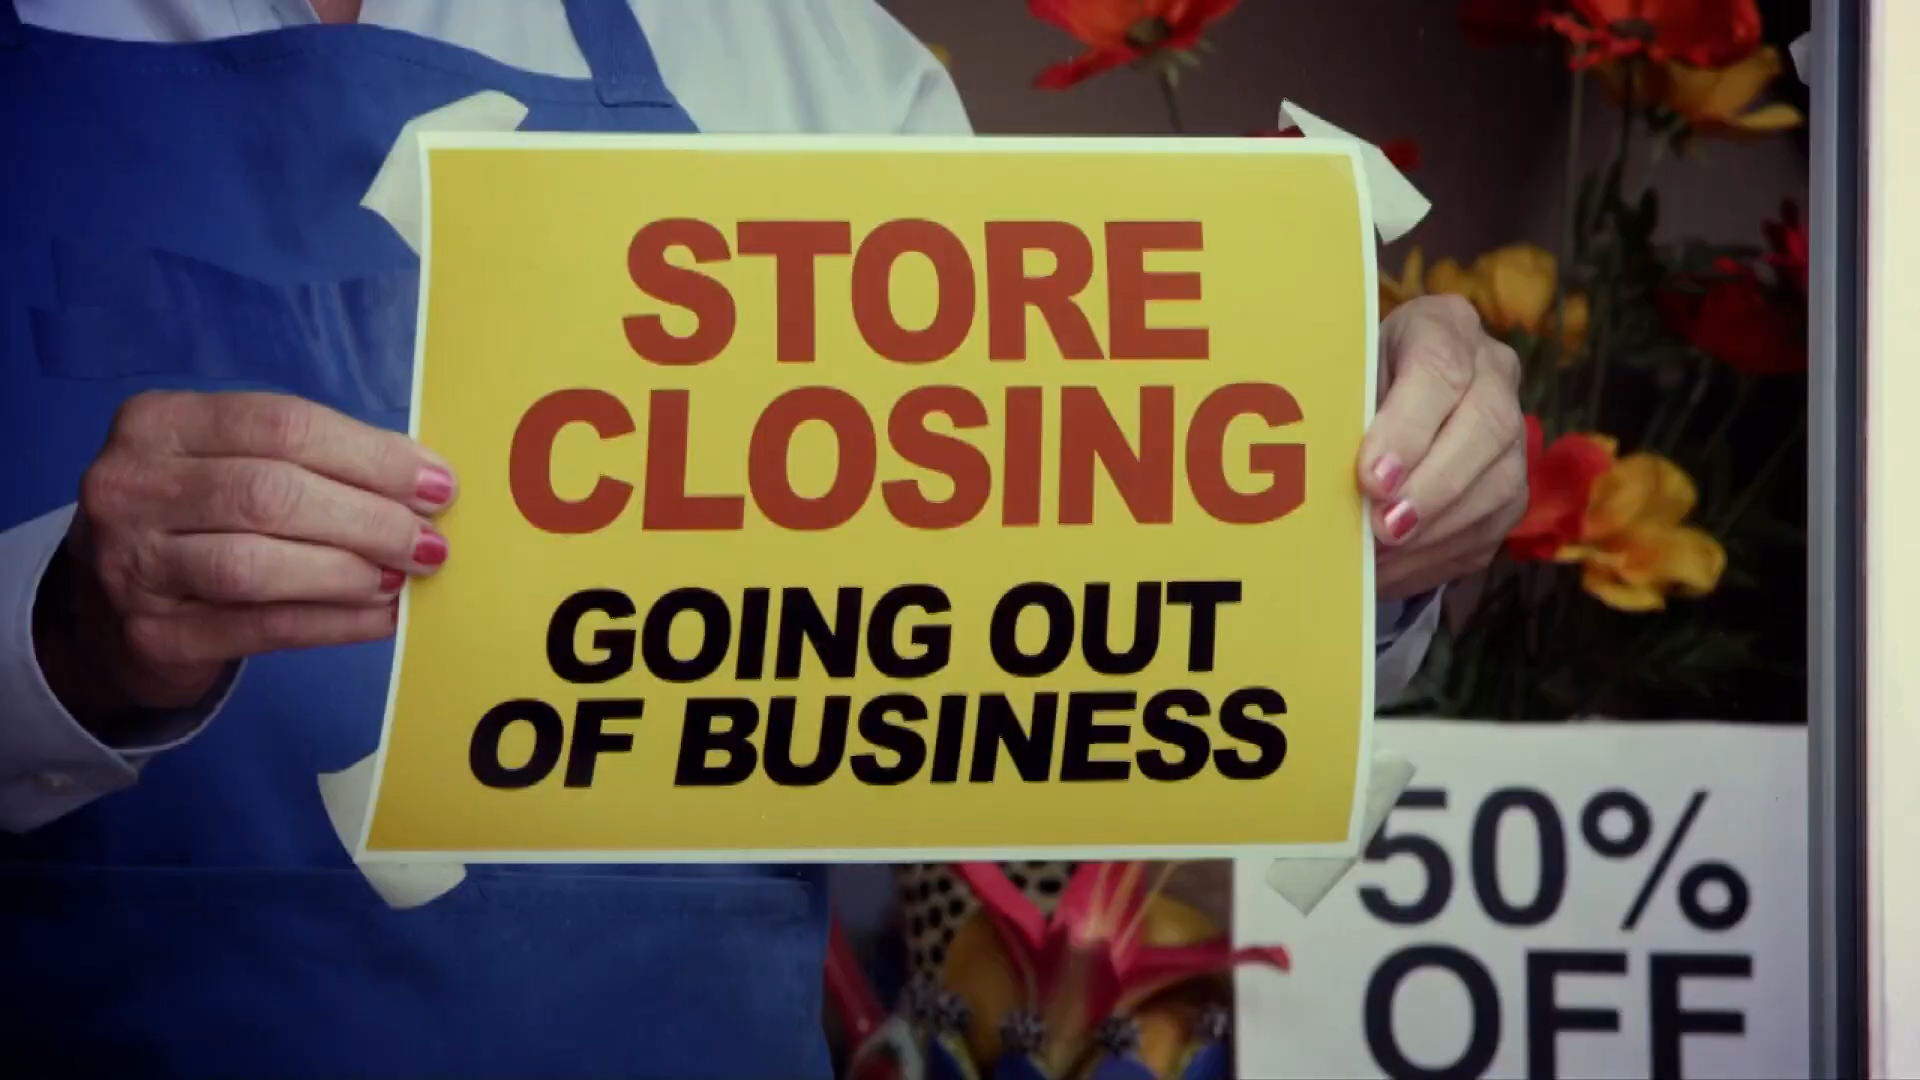 STORE
CLOSING
GOING OUT
OF BUSINESS
50%
OFF